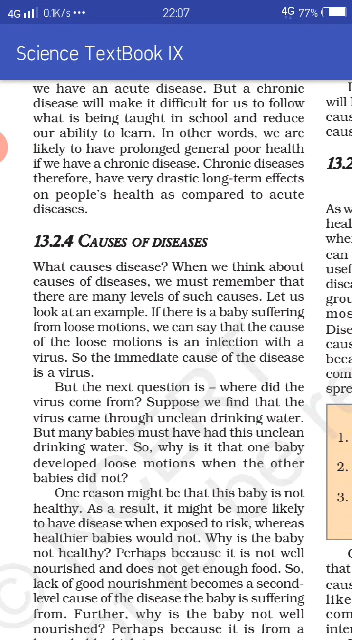 4G 0.1K/s ••• 22:07 4G 77%
Science TextBook IX
we have an acute disease. But a chronic
disease will make it difficult for us to follow
what is being taught in school and reduce
our ability to learn. In other words, we are
likely to have prolonged general poor health
if we have a chronic disease. Chronic diseases
therefore, have very drastic long-term effects
on people's health as compared to acute
diseases.
13.2.4 CAUSES OF DISEASES
What causes disease? When we think about
causes of diseases, we must remember that
there are many levels of such causes. Let us
look at an example. If there is a baby suffering
from loose motions, we can say that the cause
of the loose motions is an infection with a
virus. So the immediate cause of the disease
is a virus.
But the next question is – where did the
virus come from? Suppose we find that the
virus came through unclean drinking water.
But many babies must have had this unclean
drinking water. So, why is it that one baby
developed loose motions when the other
babies did not?
One reason might be that this baby is not
healthy. As a result, it might be more likely
to have disease when exposed to risk, whereas
healthier babies would not. Why is the baby
not healthy? Perhaps because it is not well
nourished and does not get enough food. So,
lack of good nourishment becomes a second-
level cause of the disease the baby is suffering
from. Further, why is the baby not well
nourished? Perhaps because it is from a
will
caus
caus
13.2
As w
heal
whe
can
usef
disea
grou
mos
Dise
caus
beca
com
spre
1.
2.
3.
that
caus
like
com
inte